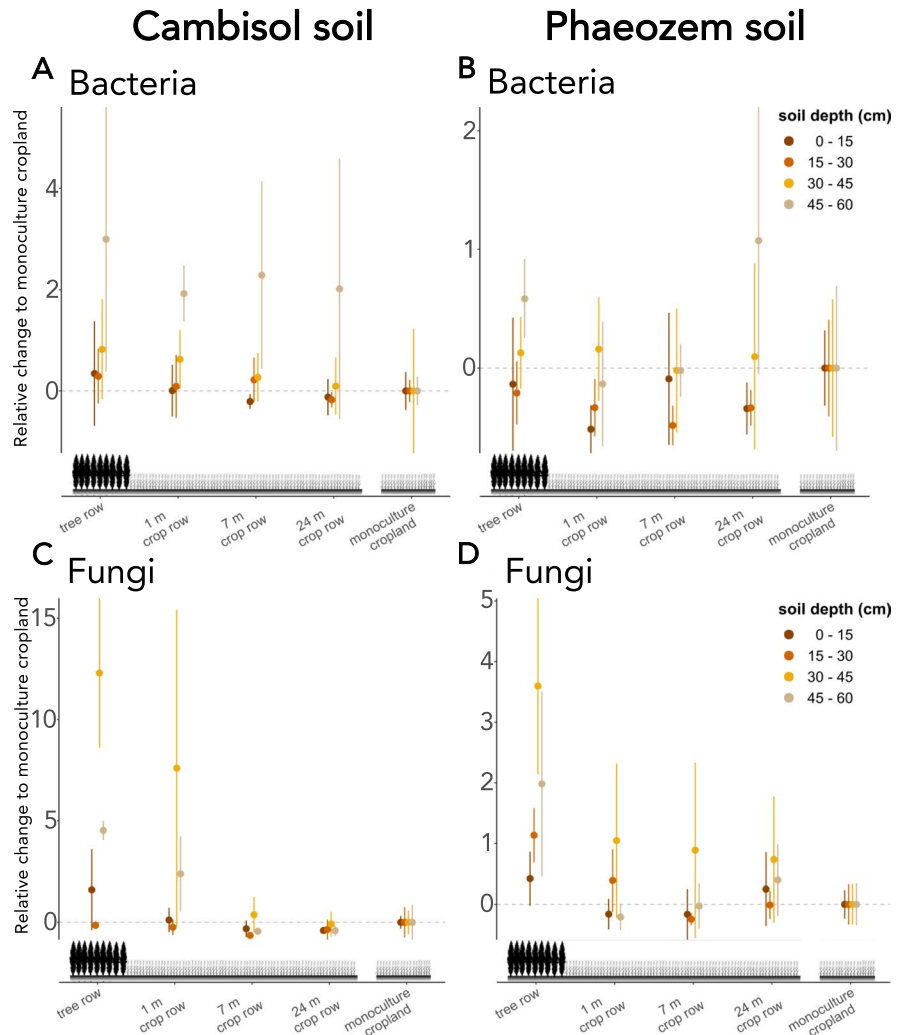 Cambisol soil
Phaeozem soil
A
Bacteria
B
Bacteria
Relative change to monoculture cropland
4
2
0
tree row
1 m
crop row
7 m
crop row
24 m
crop row
monoculture
cropland
2
1
0
soil depth (cm)
0 - 15
15 - 30
30 - 45
45 - 60
tree row
1 m
crop row
7 m
crop row
24 m
crop row
monoculture
cropland
C
Fungi
D
Fungi
Relative change to monoculture cropland
15
10
5
0
tree row
1 m
crop row
7 m
crop row
24 m
crop row
monoculture
cropland
5
4
3
2
1
0
soil depth (cm)
0 - 15
15 - 30
30 - 45
45 - 60
tree row
1 m
crop row
7 m
crop row
24 m
crop row
monoculture
cropland